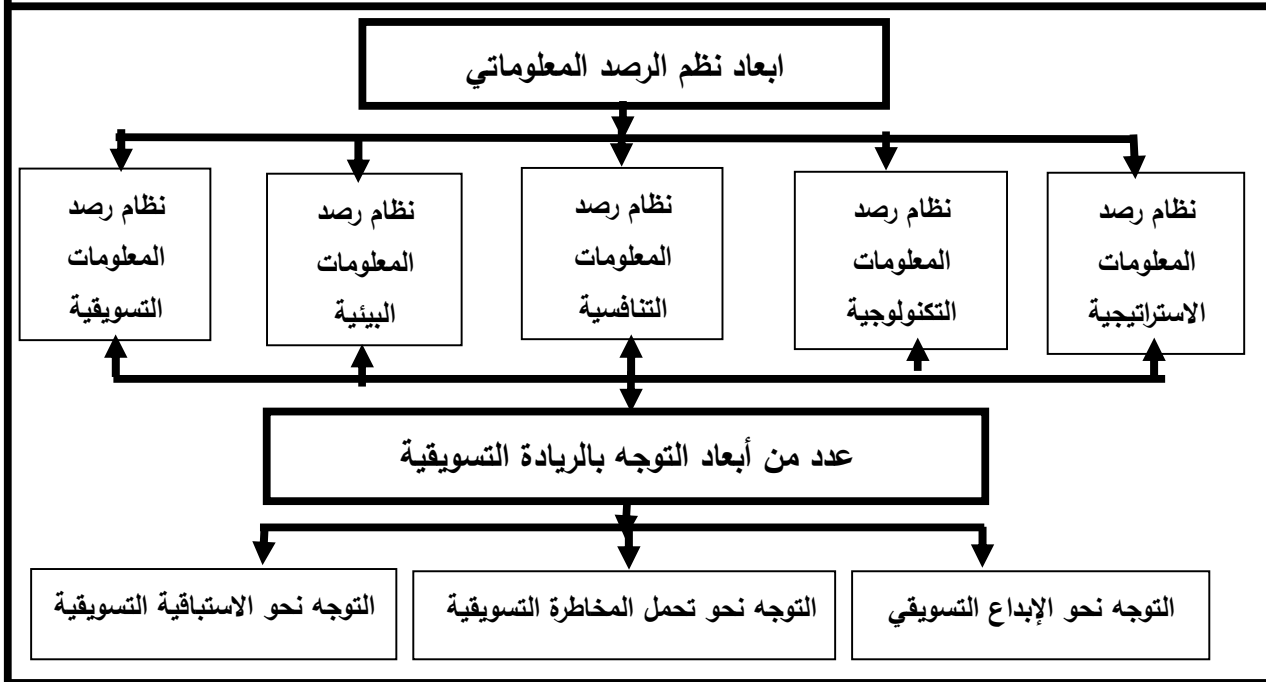 ابعاد نظم الرصد المعلوماتي
نظام رصد
المعلومات
الاستراتيجية
نظام رصد
المعلومات
التكنولوجية
نظام رصد
المعلومات
التنافسية
نظام رصد
المعلومات
البيئية
نظام رصد
المعلومات
التسويقية
عدد من أبعاد التوجه بالريادة التسويقية
التوجه نحو الإبداع التسويقي
التوجه نحو تحمل المخاطرة التسويقية
التوجه نحو الاستباقية التسويقية